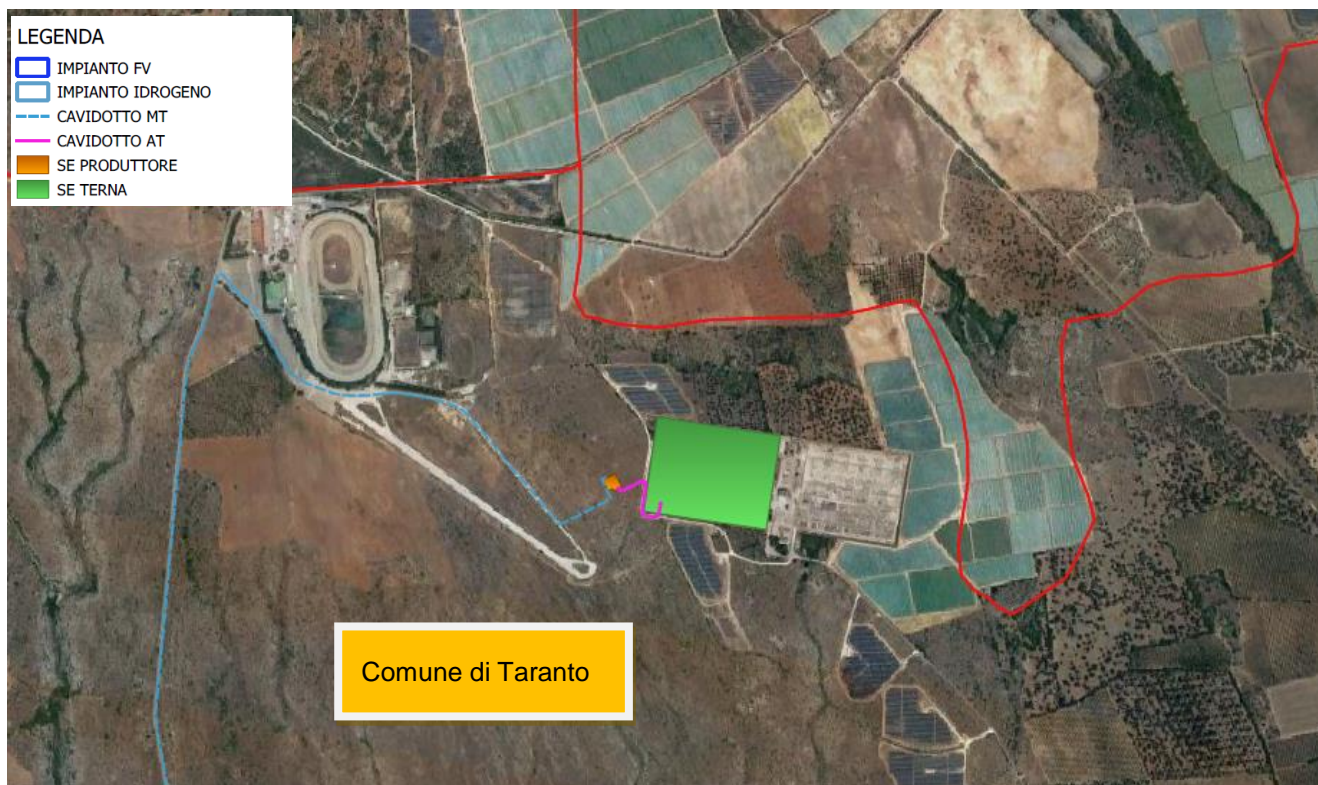 LEGENDA
IMPIANTO FV
IMPIANTO IDROGENO
CAVIDOTTO MT
CAVIDOTTO AT
SE PRODUTTORE
SE TERNA
Comune di Taranto